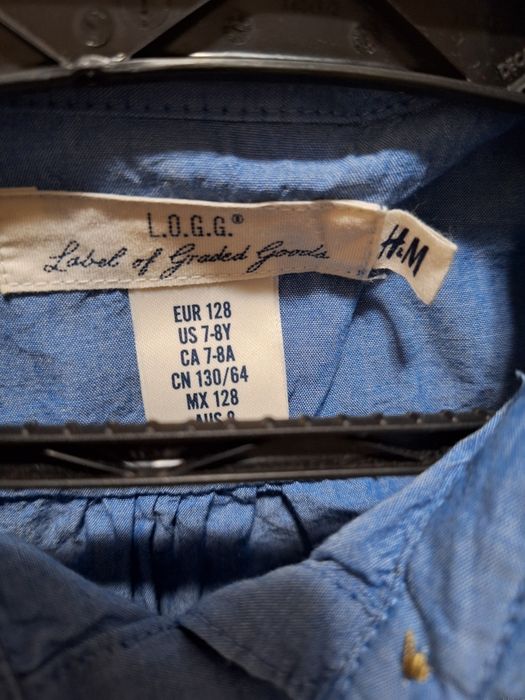 L.O.G.G.®
Label of Graded Goods
H&M
EUR 128
US 7-8Y
CA 7-8A
CN 130/64
MX 128